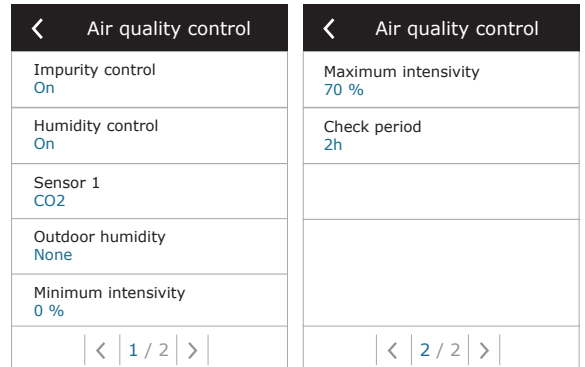 Air quality control
Impurity control
On
Humidity control
On
Sensor 1
CO2
Outdoor humidity
None
Minimum intensivity
0 %
1 / 2
Air quality control
Maximum intensivity
70 %
Check period
2h
2 / 2